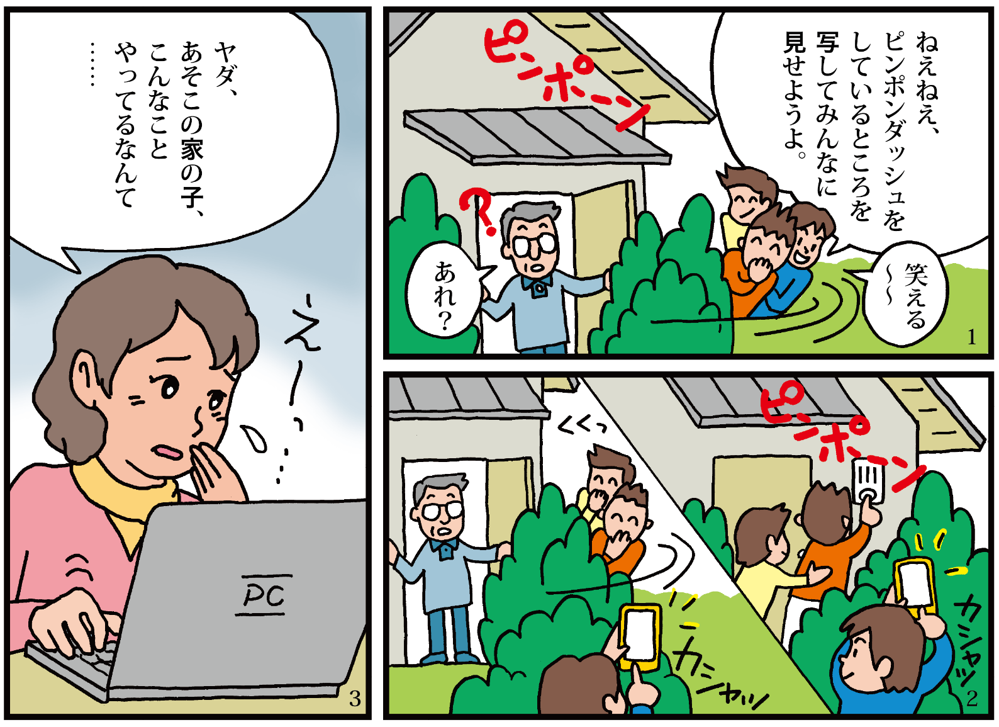 ピンポーン
ねえねえ、
ピンポンダッシュを
しているところを
写してみんなに
見せようよ。
笑える
〜〜
?
あれ?
1
ピンポーン
カシャッ
くくっ
カシャッ
2
ヤダ、
あそこの家の子、
こんなこと
やってるなんて
……
えーっ…
PC
3